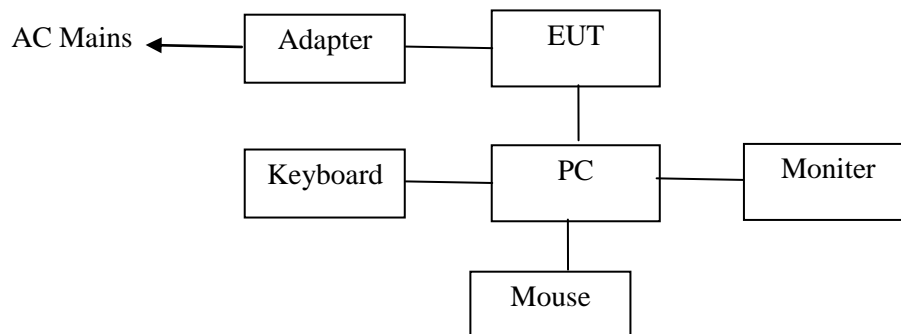 AC Mains
Adapter
EUT
Keyboard
PC
Moniter
Mouse